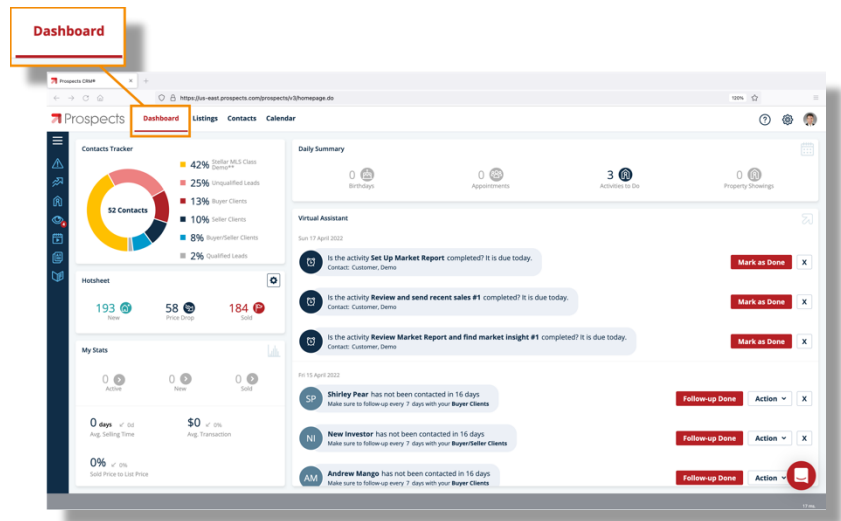 Dashboard
Prospects CRM®
https://us-east.prospects.com/prospects/v3/homepage.do
120%
Prospects
Dashboard
Listings
Contacts
Calendar
Contacts Tracker
52 Contacts
42% Stellar MLS Class Demo**
25% Unqualified Leads
13% Buyer Clients
10% Seller Clients
8% Buyer/Seller Clients
2% Qualified Leads
Hotsheet
193
New
58
Price Drop
184
Sold
My Stats
0
Active
0
New
0
Sold
0 days 0d
Avg. Selling Time
$0 0%
Avg. Transaction
0% 0%
Sold Price to List Price
Daily Summary
0
Birthdays
0
Appointments
3
Activities to Do
0
Property Showings
Virtual Assistant
Sun 17 April 2022
Is the activity Set Up Market Report completed? It is due today.
Contact: Customer, Demo
Mark as Done X
Is the activity Review and send recent sales #1 completed? It is due today.
Contact: Customer, Demo
Mark as Done X
Is the activity Review Market Report and find market insight #1 completed? It is due today.
Contact: Customer, Demo
Mark as Done X
Fri 15 April 2022
SP
Shirley Pear has not been contacted in 16 days
Make sure to follow-up every 7 days with your Buyer Clients
Follow-up Done Action X
NI
New Investor has not been contacted in 16 days
Make sure to follow-up every 7 days with your Buyer/Seller Clients
Follow-up Done Action X
AM
Andrew Mango has not been contacted in 16 days
Make sure to follow-up every 7 days with your Buyer Clients
Follow-up Done Action
17 ms